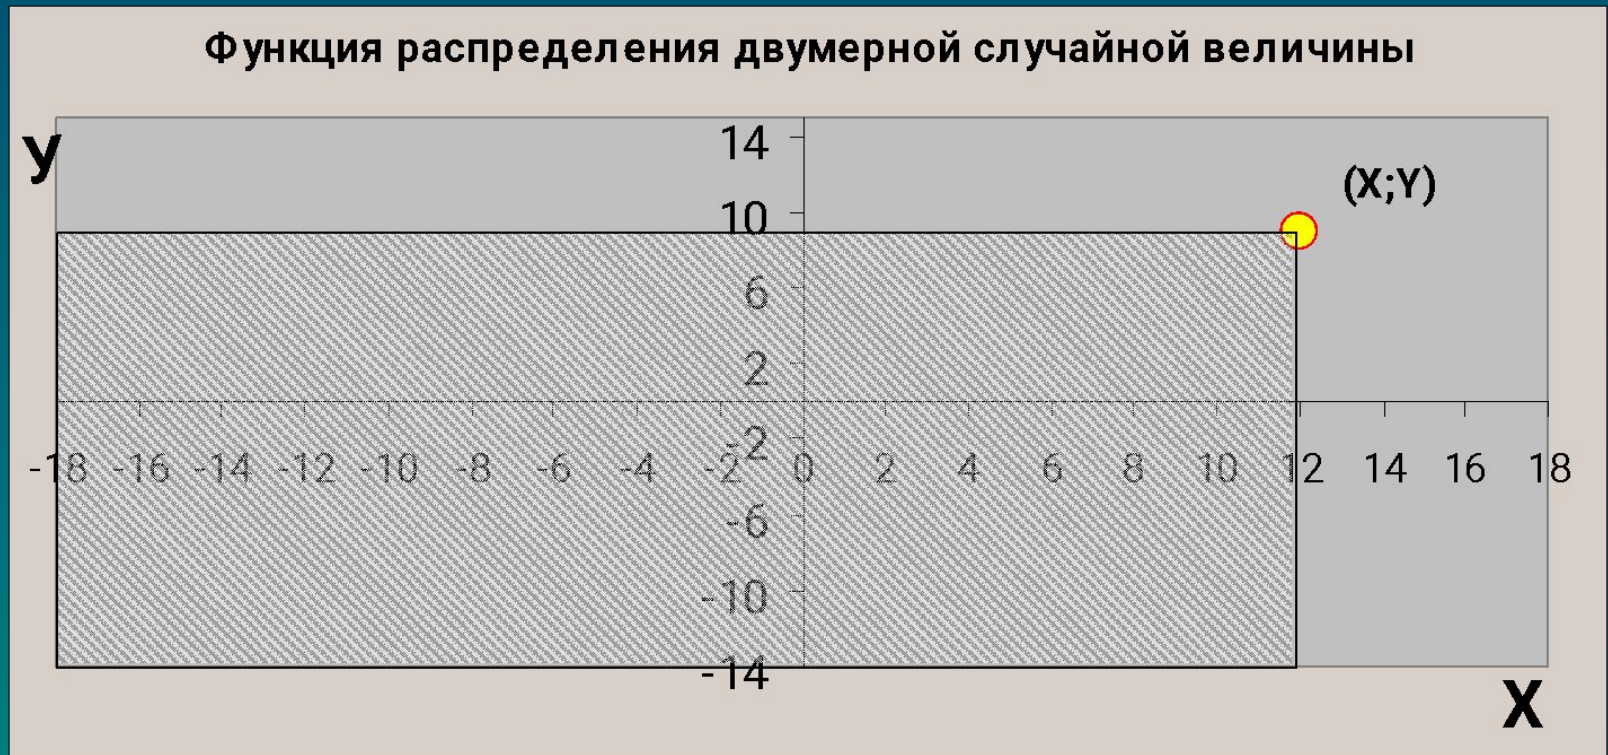 Функция распределения двумерной случайной величины
У
14
(X;Y)
10
6
2
-2
-18 -16 -14 -12 -10 -8 -6 -4 -2 0 2 4 6 8 10 12 14 16 18
-6
-10
-14
X